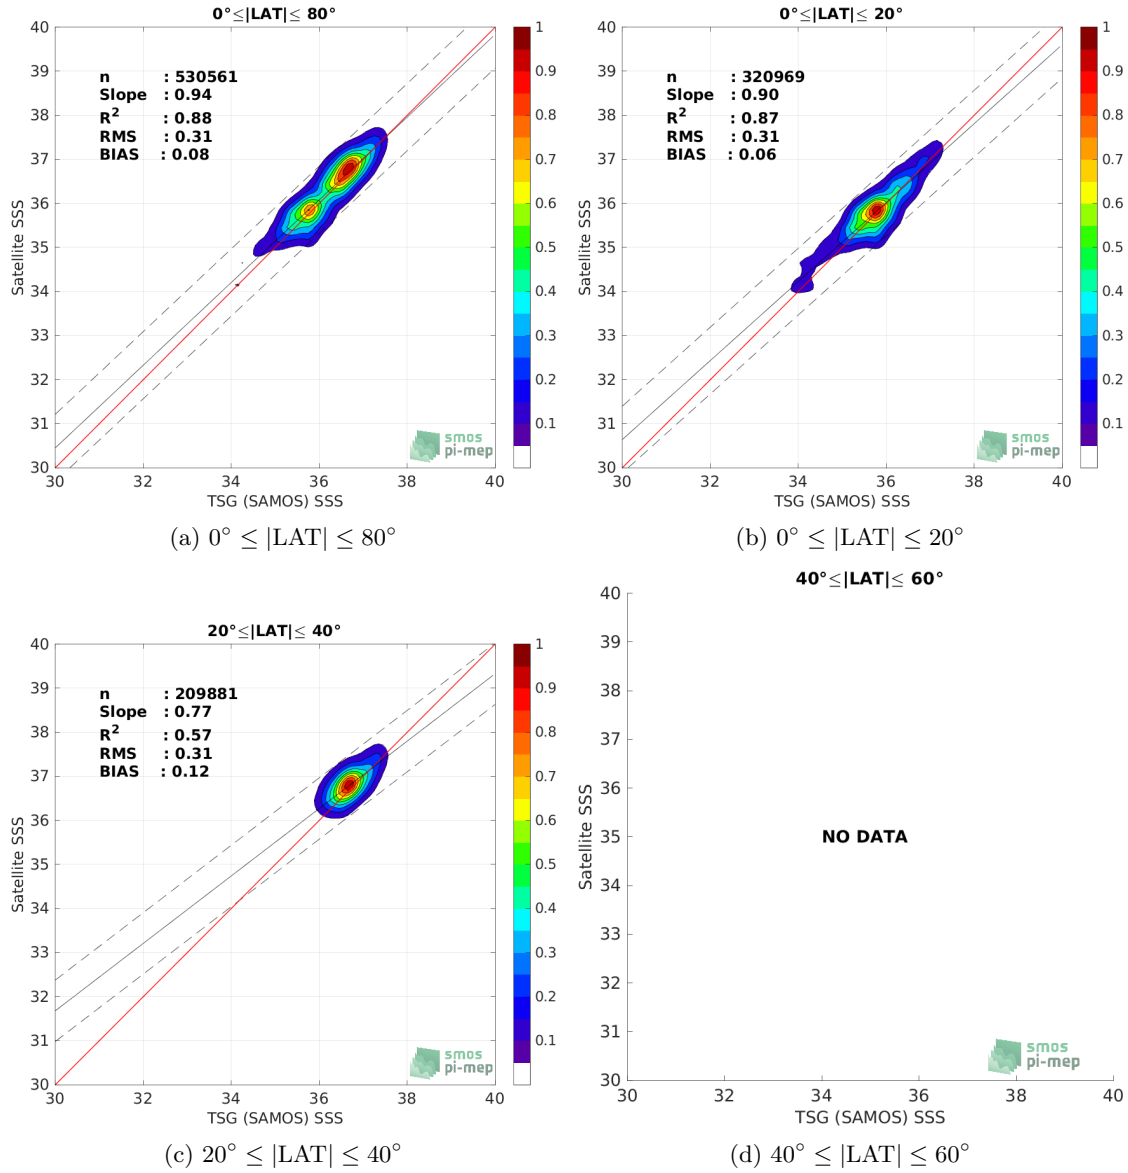 0°≤|LAT|≤ 80°
n : 530561
Slope : 0.94
R² : 0.88
RMS : 0.31
BIAS : 0.08
40
39
38
37
36
35
34
33
32
31
30
Satellite SSS
30 32 34 36 38 40
TSG (SAMOS) SSS
1
0.9
0.8
0.7
0.6
0.5
0.4
0.3
0.2
0.1
smos
pi-mep
(a) 0° ≤ |LAT| ≤ 80°
0°≤|LAT|≤ 20°
n : 320969
Slope : 0.90
R² : 0.87
RMS : 0.31
BIAS : 0.06
40
39
38
37
36
35
34
33
32
31
30
Satellite SSS
30 32 34 36 38 40
TSG (SAMOS) SSS
1
0.9
0.8
0.7
0.6
0.5
0.4
0.3
0.2
0.1
smos
pi-mep
(b) 0° ≤ |LAT| ≤ 20°
20°≤|LAT|≤ 40°
n : 209881
Slope : 0.77
R² : 0.57
RMS : 0.31
BIAS : 0.12
40
39
38
37
36
35
34
33
32
31
30
Satellite SSS
30 32 34 36 38 40
TSG (SAMOS) SSS
1
0.9
0.8
0.7
0.6
0.5
0.4
0.3
0.2
0.1
smos
pi-mep
(c) 20° ≤ |LAT| ≤ 40°
40°≤|LAT|≤ 60°
40
39
38
37
36
35
34
33
32
31
30
Satellite SSS
NO DATA
30 32 34 36 38 40
TSG (SAMOS) SSS
smos
pi-mep
(d) 40° ≤ |LAT| ≤ 60°